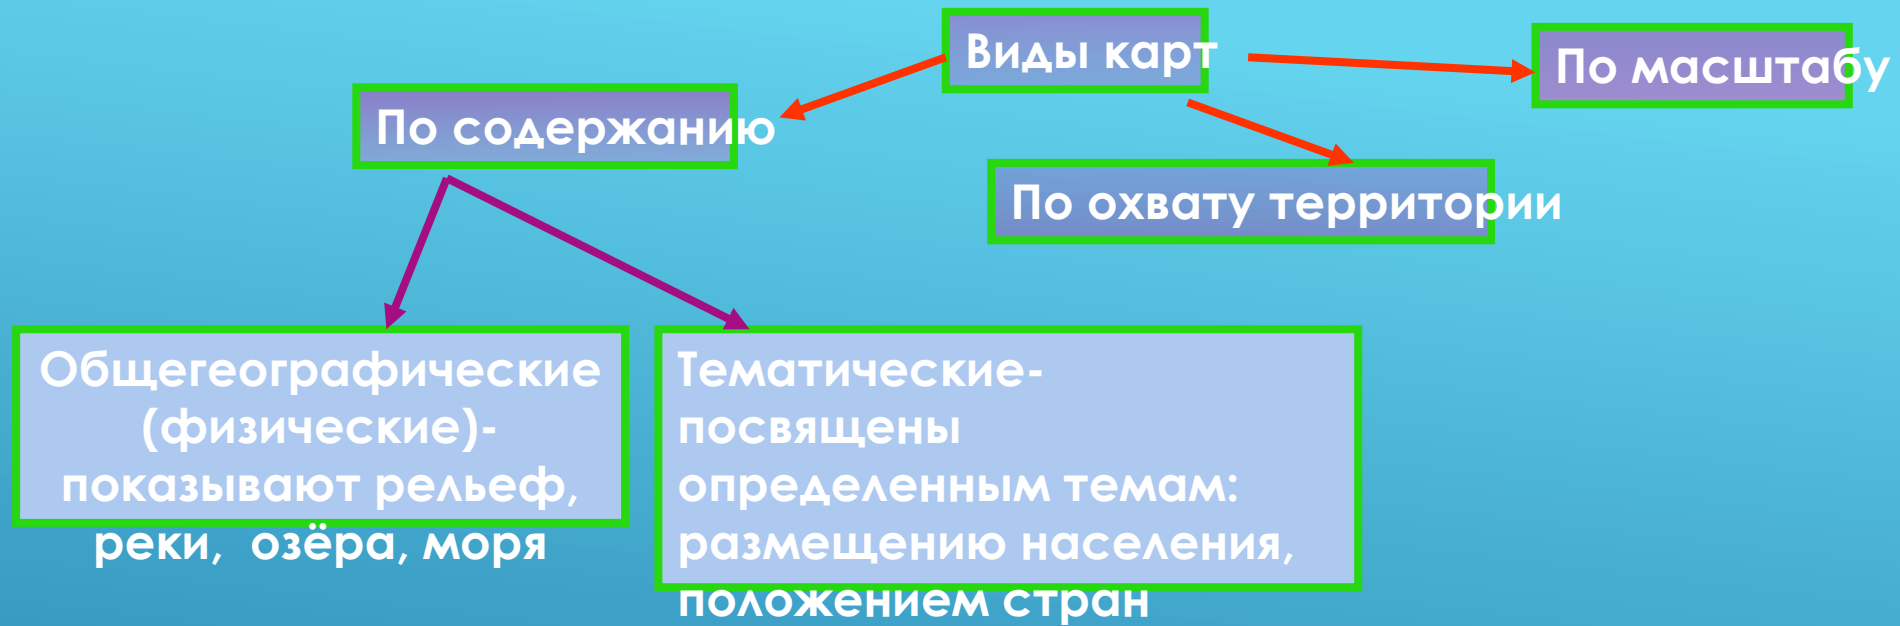 Виды карт
По масштабу
По содержанию
По охвату территории
Общегеографические
(физические)-
показывают рельеф,
реки, озёра, моря
Тематические-
посвящены
определенным темам:
размещению населения,
положением стран